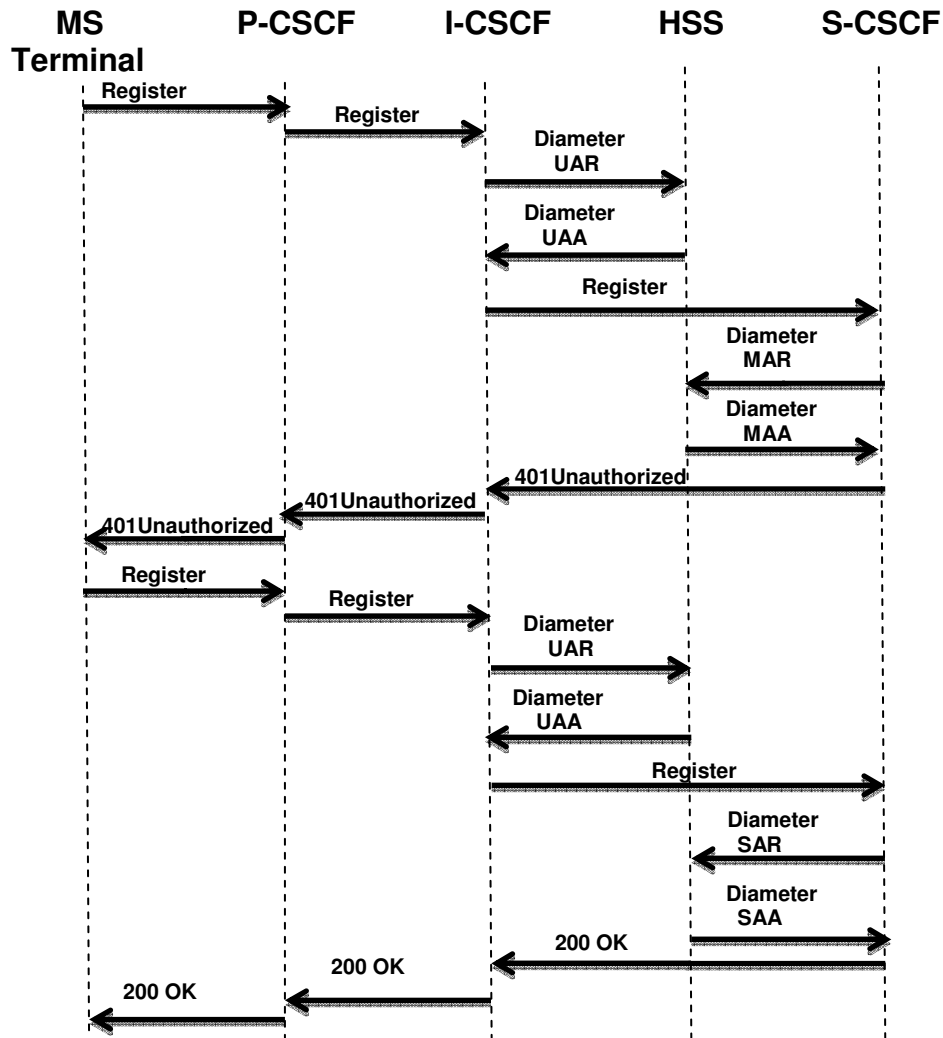 MS P-CSCF I-CSCF HSS S-CSCF
Terminal
Register
Register
Diameter
UAR
Diameter
UAA
Register
Diameter
MAR
Diameter
MAA
401Unauthorized
401Unauthorized
401Unauthorized
Register
Register
Diameter
UAR
Diameter
UAA
Register
Diameter
SAR
Diameter
SAA
200 OK
200 OK
200 OK